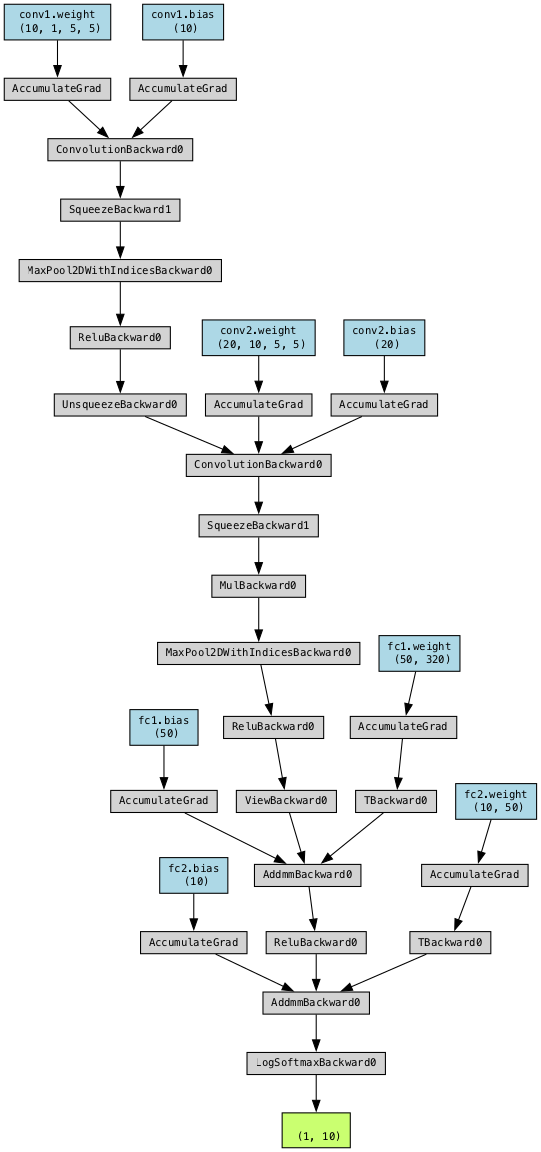 conv1.weight
(10, 1, 5, 5)
conv1.bias
(10)
AccumulateGrad
AccumulateGrad
ConvolutionBackward0
SqueezeBackward1
MaxPool2DWithIndicesBackward0
ReluBackward0
conv2.weight
(20, 10, 5, 5)
conv2.bias
(20)
UnsqueezeBackward0
AccumulateGrad
AccumulateGrad
ConvolutionBackward0
SqueezeBackward1
MulBackward0
MaxPool2DWithIndicesBackward0
fc1.weight
(50, 320)
fc1.bias
(50)
ReluBackward0
AccumulateGrad
AccumulateGrad
ViewBackward0
TBackward0
fc2.weight
(10, 50)
fc2.bias
(10)
AddmmBackward0
AccumulateGrad
AccumulateGrad
ReluBackward0
TBackward0
AddmmBackward0
LogSoftmaxBackward0
(1, 10)